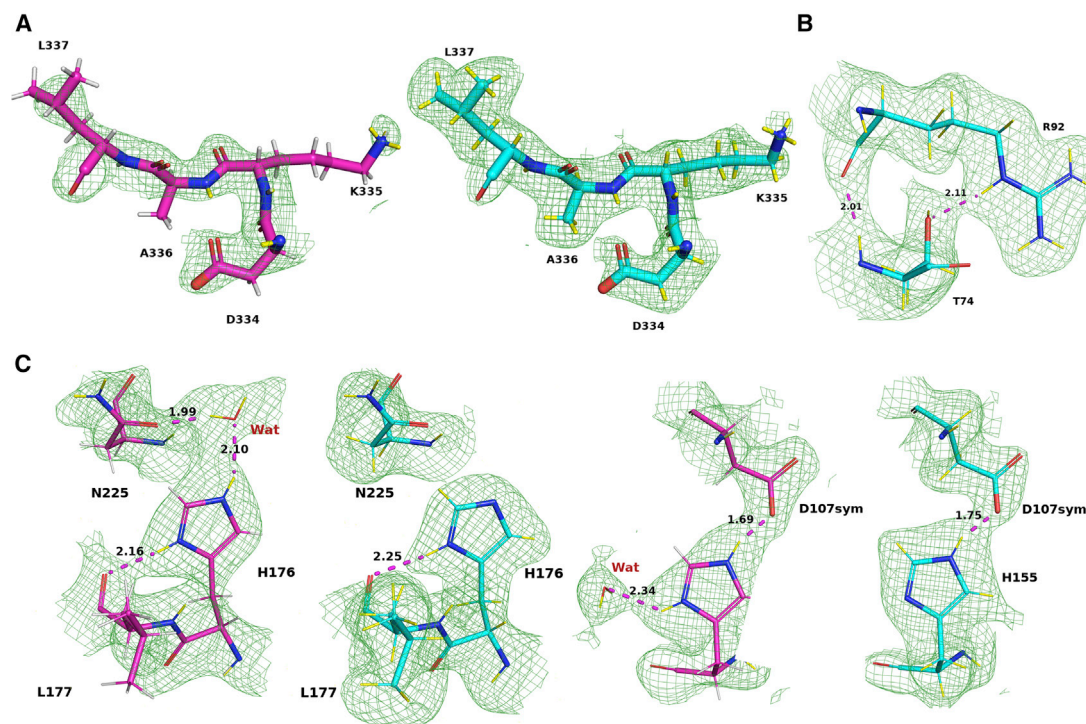 A
B
L337
L337
R92
K335
K335
2.01
2.11
A336
A336
D334
D334
T74
C
1.99
Wat
2.10
N225
N225
D107sym
D107sym
1.69
1.75
2.16
2.25
H176
H176
Wat
2.34
H155
L177
L177